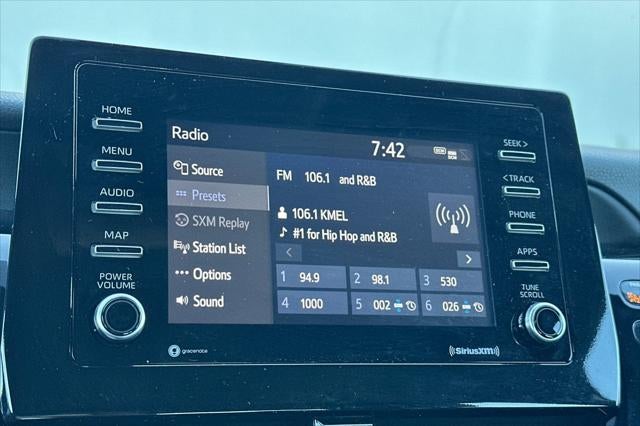 HOME
MENU
AUDIO
MAP
POWER
VOLUME
Radio
7:42
Source
Presets
SXM Replay
Station List
Options
Sound
FM 106.1 and R&B
106.1 KMEL
#1 for Hip Hop and R&B
< >
1 94.9 2 98.1 3 530
4 1000 5 002 6 026
SEEK >
< TRACK
PHONE
APPS
TUNE
SCROLL
gracenote
((SiriusXM))